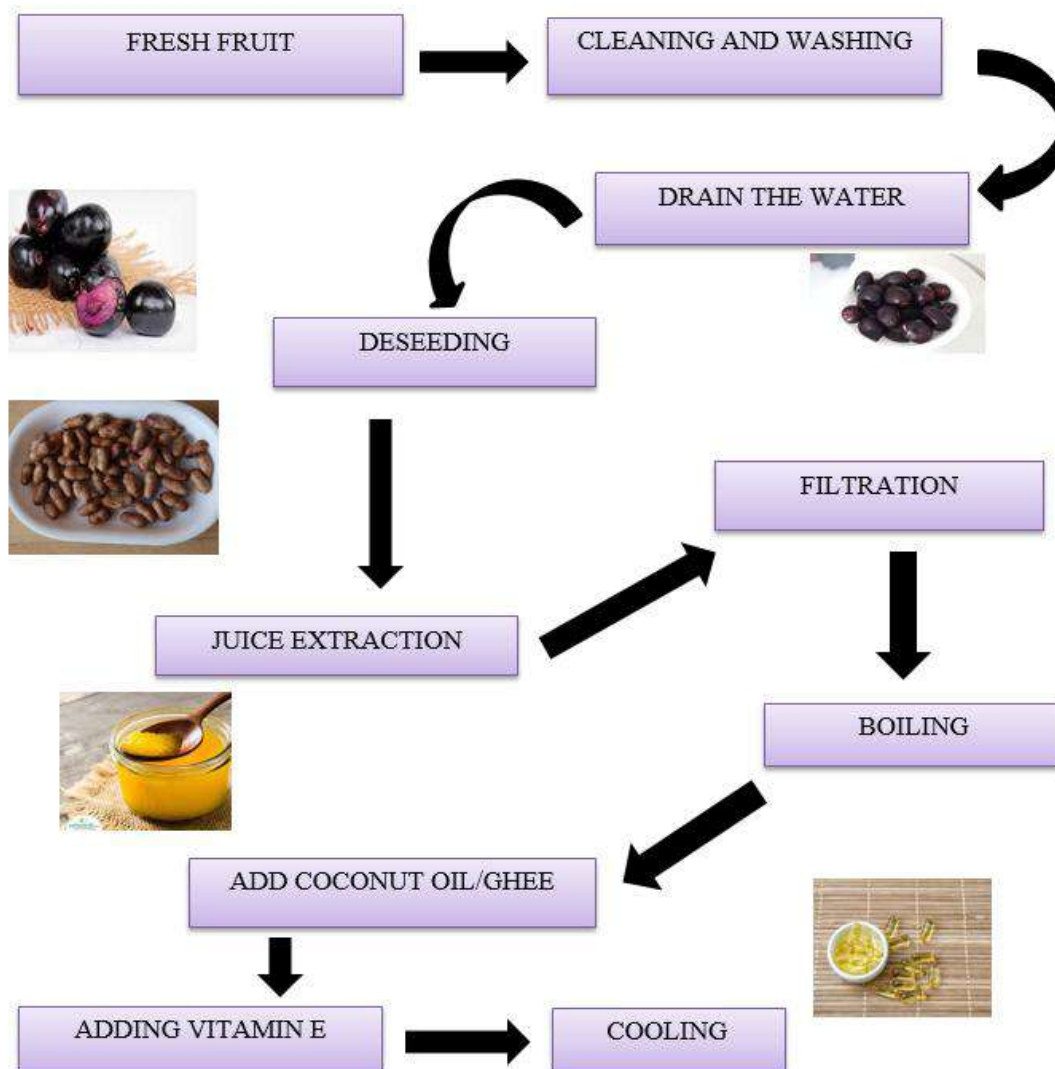 FRESH FRUIT
CLEANING AND WASHING
DRAIN THE WATER
DESEEDING
JUICE EXTRACTION
FILTRATION
BOILING
ADD COCONUT OIL/GHEE
ADDING VITAMIN E
COOLING